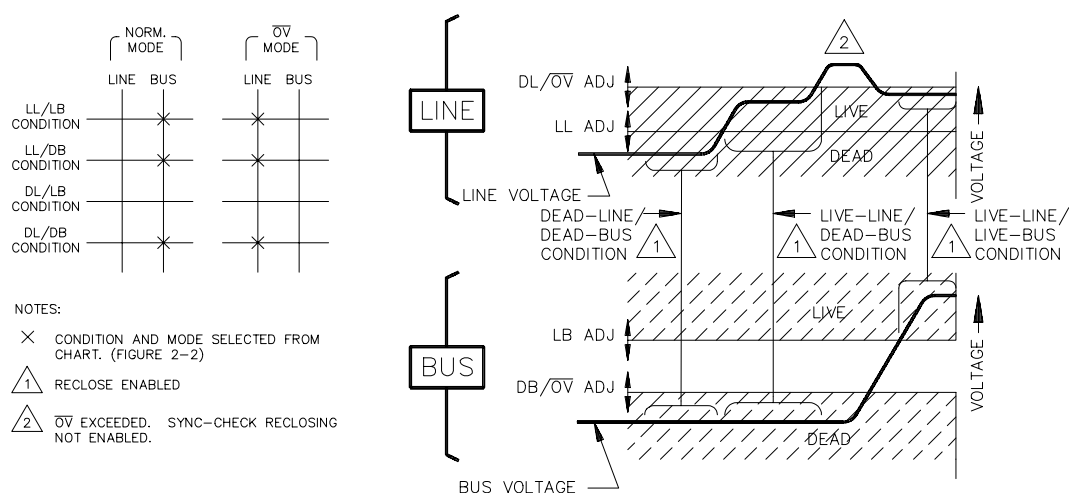 NORM.
MODE
O̅V̅
MODE
LINE BUS LINE BUS
LL/LB
CONDITION
LL/DB
CONDITION
DL/LB
CONDITION
DL/DB
CONDITION
NOTES:
× CONDITION AND MODE SELECTED FROM
CHART. (FIGURE 2-2)
1 RECLOSE ENABLED
2 O̅V̅ EXCEEDED. SYNC-CHECK RECLOSING
NOT ENABLED.
LINE
2
DL/O̅V̅ ADJ
LL ADJ
LIVE
DEAD
VOLTAGE
LINE VOLTAGE
DEAD-LINE/
DEAD-BUS
CONDITION
1
LIVE-LINE/
DEAD-BUS
CONDITION
1
LIVE-LINE/
LIVE-BUS
CONDITION
1
BUS
LB ADJ
DB/O̅V̅ ADJ
LIVE
DEAD
VOLTAGE
BUS VOLTAGE